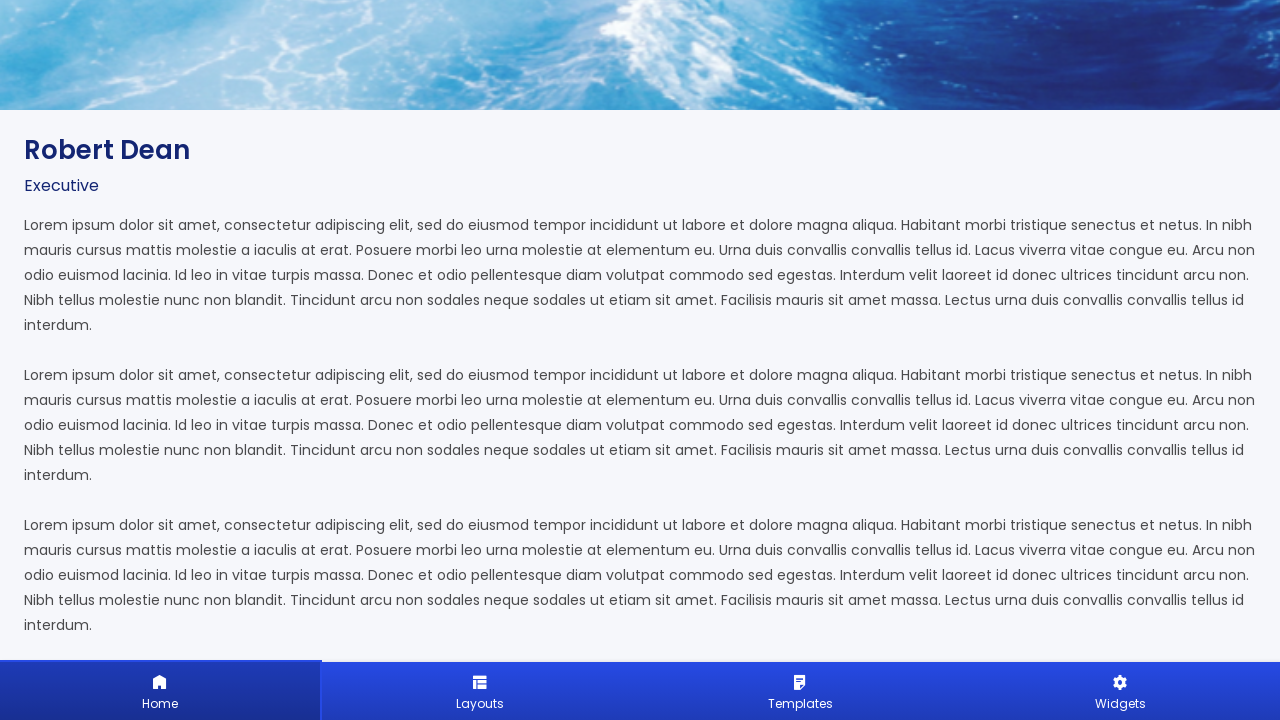 Robert Dean
Executive
Lorem ipsum dolor sit amet, consectetur adipiscing elit, sed do eiusmod tempor incididunt ut labore et dolore magna aliqua. Habitant morbi tristique senectus et netus. In nibh
mauris cursus mattis molestie a iaculis at erat. Posuere morbi leo urna molestie at elementum eu. Urna duis convallis convallis tellus id. Lacus viverra vitae congue eu. Arcu non
odio euismod lacinia. Id leo in vitae turpis massa. Donec et odio pellentesque diam volutpat commodo sed egestas. Interdum velit laoreet id donec ultrices tincidunt arcu non.
Nibh tellus molestie nunc non blandit. Tincidunt arcu non sodales neque sodales ut etiam sit amet. Facilisis mauris sit amet massa. Lectus urna duis convallis convallis tellus id
interdum.
Lorem ipsum dolor sit amet, consectetur adipiscing elit, sed do eiusmod tempor incididunt ut labore et dolore magna aliqua. Habitant morbi tristique senectus et netus. In nibh
mauris cursus mattis molestie a iaculis at erat. Posuere morbi leo urna molestie at elementum eu. Urna duis convallis convallis tellus id. Lacus viverra vitae congue eu. Arcu non
odio euismod lacinia. Id leo in vitae turpis massa. Donec et odio pellentesque diam volutpat commodo sed egestas. Interdum velit laoreet id donec ultrices tincidunt arcu non.
Nibh tellus molestie nunc non blandit. Tincidunt arcu non sodales neque sodales ut etiam sit amet. Facilisis mauris sit amet massa. Lectus urna duis convallis convallis tellus id
interdum.
Lorem ipsum dolor sit amet, consectetur adipiscing elit, sed do eiusmod tempor incididunt ut labore et dolore magna aliqua. Habitant morbi tristique senectus et netus. In nibh
mauris cursus mattis molestie a iaculis at erat. Posuere morbi leo urna molestie at elementum eu. Urna duis convallis convallis tellus id. Lacus viverra vitae congue eu. Arcu non
odio euismod lacinia. Id leo in vitae turpis massa. Donec et odio pellentesque diam volutpat commodo sed egestas. Interdum velit laoreet id donec ultrices tincidunt arcu non.
Nibh tellus molestie nunc non blandit. Tincidunt arcu non sodales neque sodales ut etiam sit amet. Facilisis mauris sit amet massa. Lectus urna duis convallis convallis tellus id
interdum.
Home
Layouts
Templates
Widgets